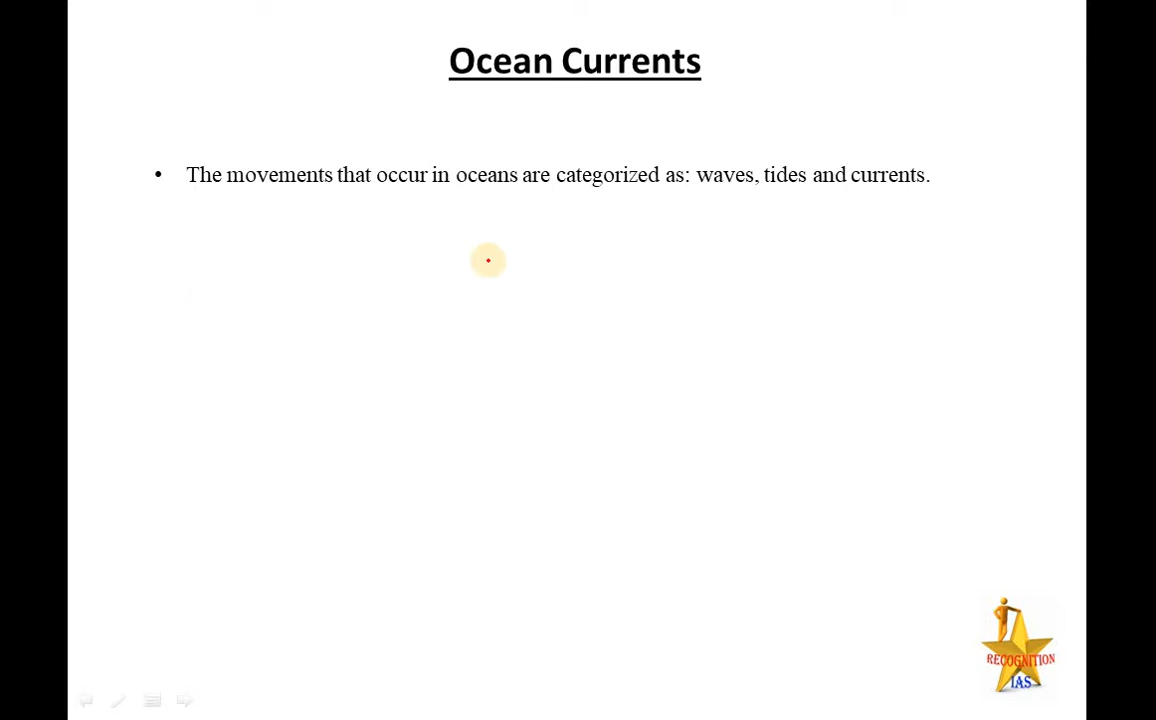 Ocean Currents
• The movements that occur in oceans are categorized as: waves, tides and currents.
RECOGNITION
IAS